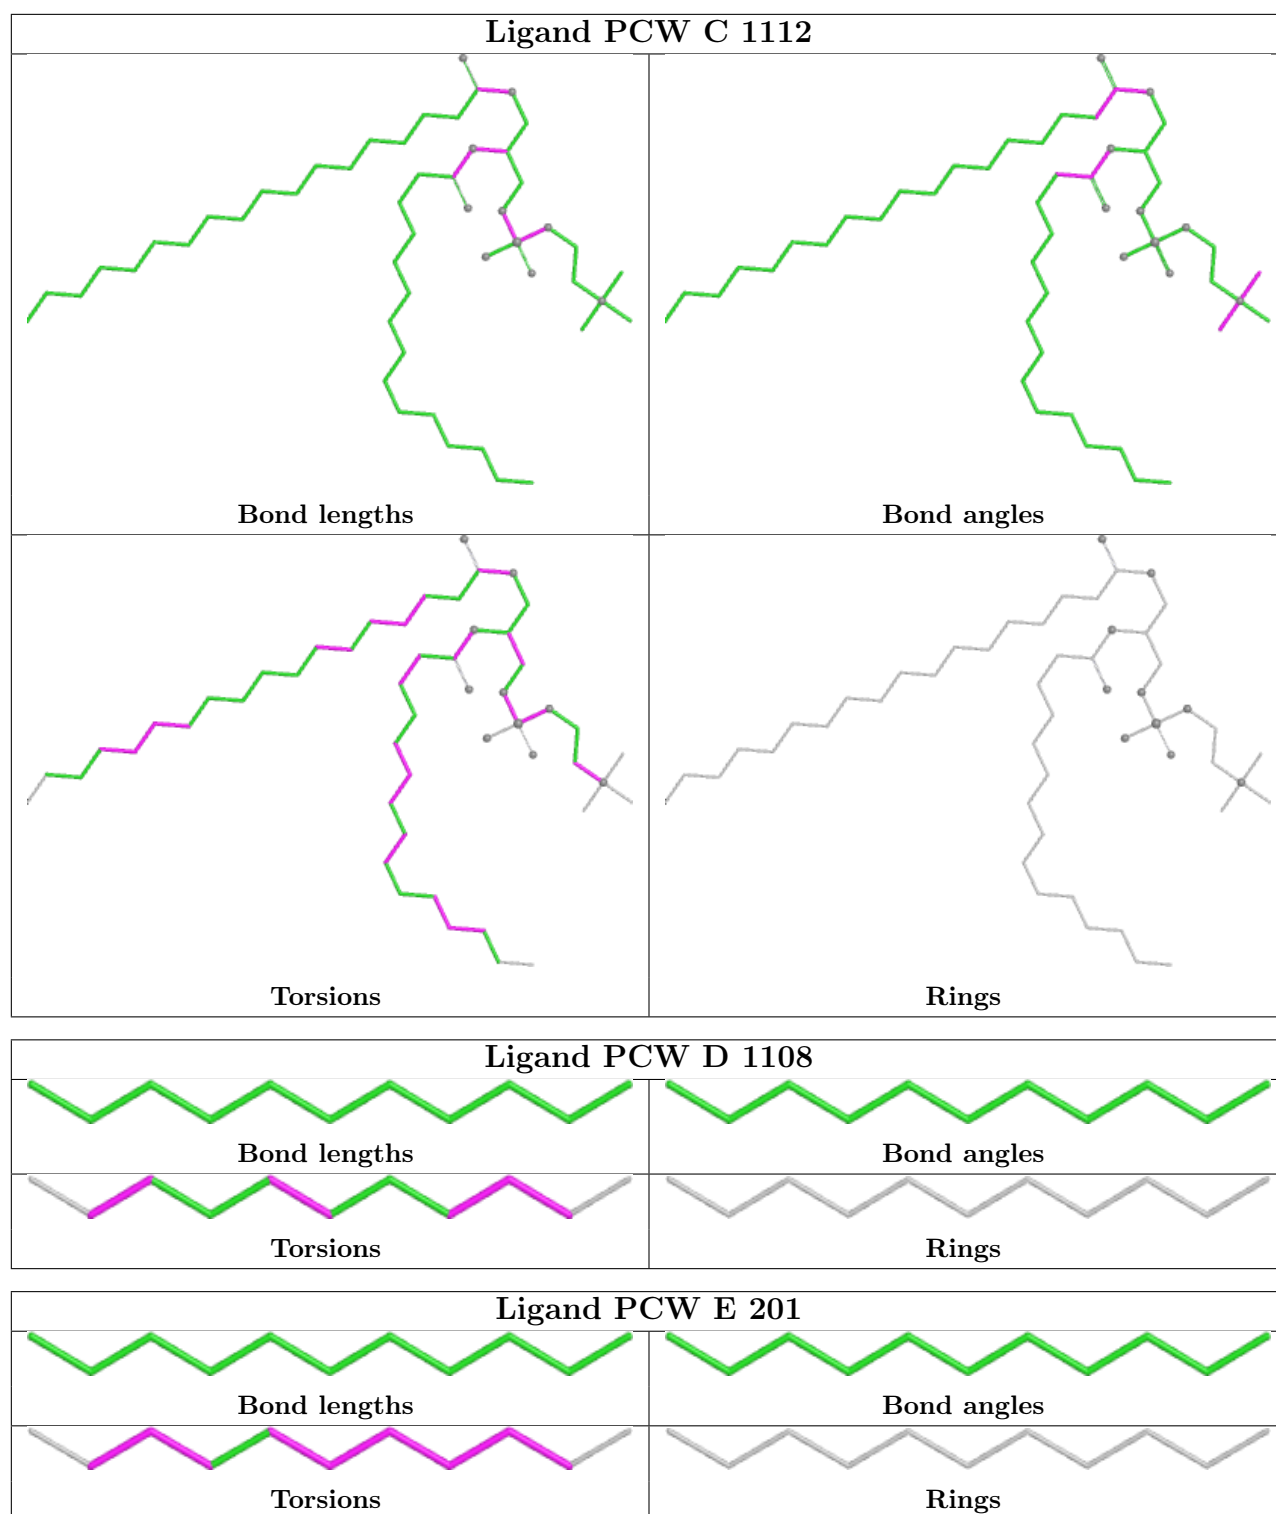 Ligand PCW C 1112
Bond lengths
Bond angles
Torsions
Rings
Ligand PCW D 1108
Bond lengths
Bond angles
Torsions
Rings
Ligand PCW E 201
Bond lengths
Bond angles
Torsions
Rings